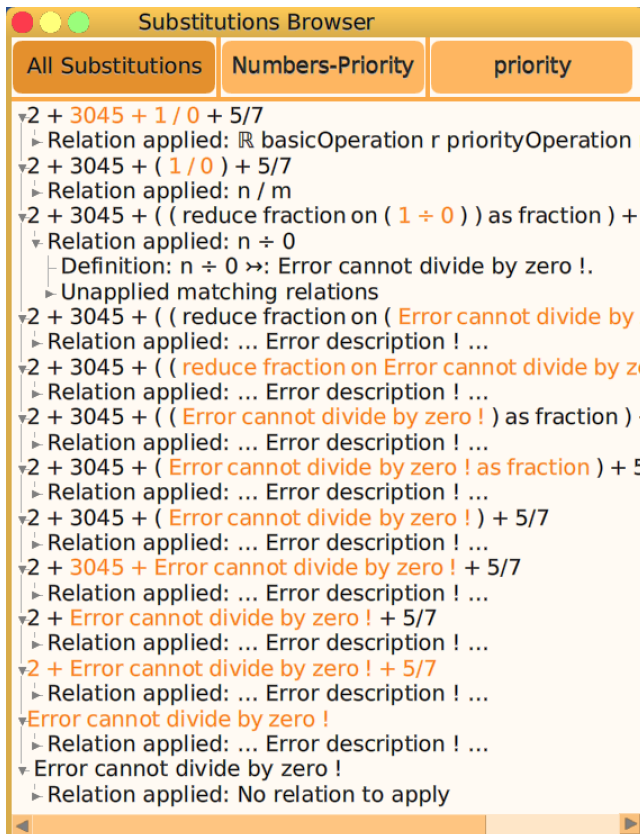 Substitutions Browser
All Substitutions Numbers-Priority priority
2 + 3045 + 1 / 0 + 5/7
Relation applied: ℝ basicOperation r priorityOperation
2 + 3045 + ( 1 / 0 ) + 5/7
Relation applied: n / m
2 + 3045 + ( ( reduce fraction on ( 1 ÷ 0 ) ) as fraction ) +
Relation applied: n ÷ 0
Definition: n ÷ 0 ↣: Error cannot divide by zero !.
Unapplied matching relations
2 + 3045 + ( ( reduce fraction on ( Error cannot divide by
Relation applied: ... Error description ! ...
2 + 3045 + ( ( reduce fraction on Error cannot divide by
Relation applied: ... Error description ! ...
2 + 3045 + ( ( Error cannot divide by zero ! ) as fraction )
Relation applied: ... Error description ! ...
2 + 3045 + ( Error cannot divide by zero ! as fraction ) + 5
Relation applied: ... Error description ! ...
2 + 3045 + ( Error cannot divide by zero ! ) + 5/7
Relation applied: ... Error description ! ...
2 + 3045 + Error cannot divide by zero ! + 5/7
Relation applied: ... Error description ! ...
2 + Error cannot divide by zero ! + 5/7
Relation applied: ... Error description ! ...
2 + Error cannot divide by zero ! + 5/7
Relation applied: ... Error description ! ...
Error cannot divide by zero !
Relation applied: ... Error description ! ...
Error cannot divide by zero !
Relation applied: No relation to apply